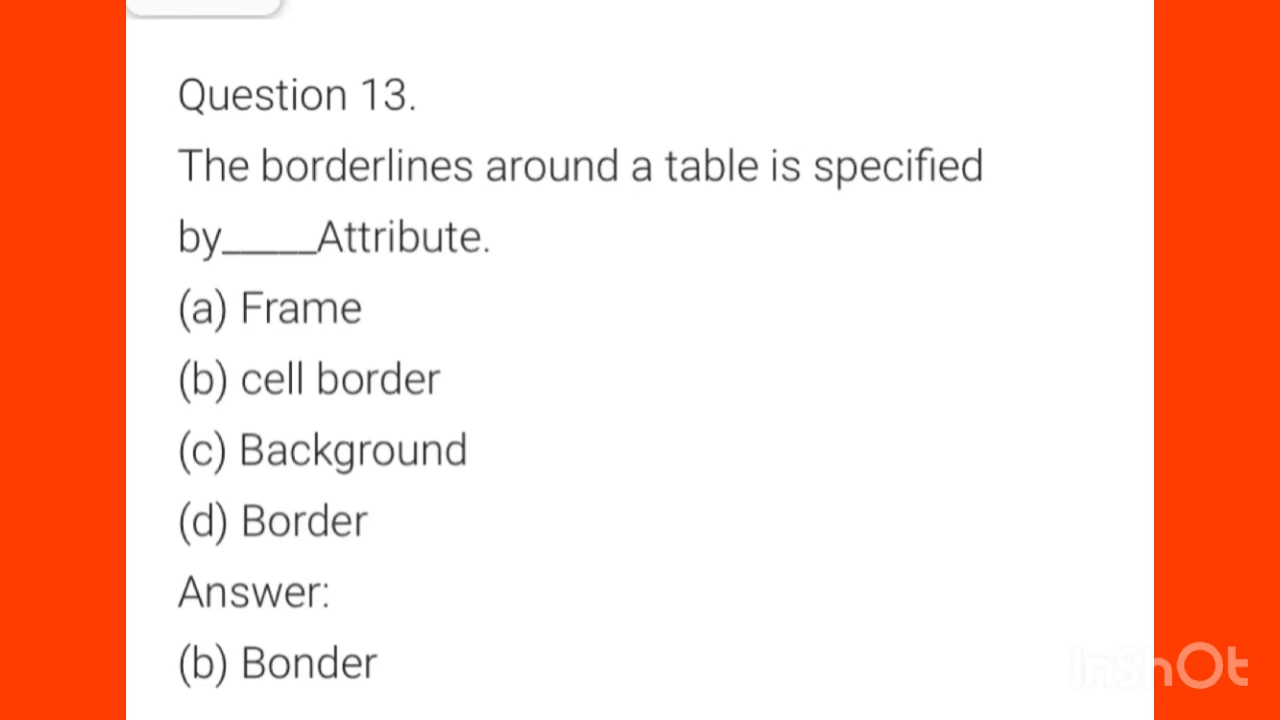 Question 13.
The borderlines around a table is specified
by_____Attribute.
(a) Frame
(b) cell border
(c) Background
(d) Border
Answer:
(b) Bonder
InShOt